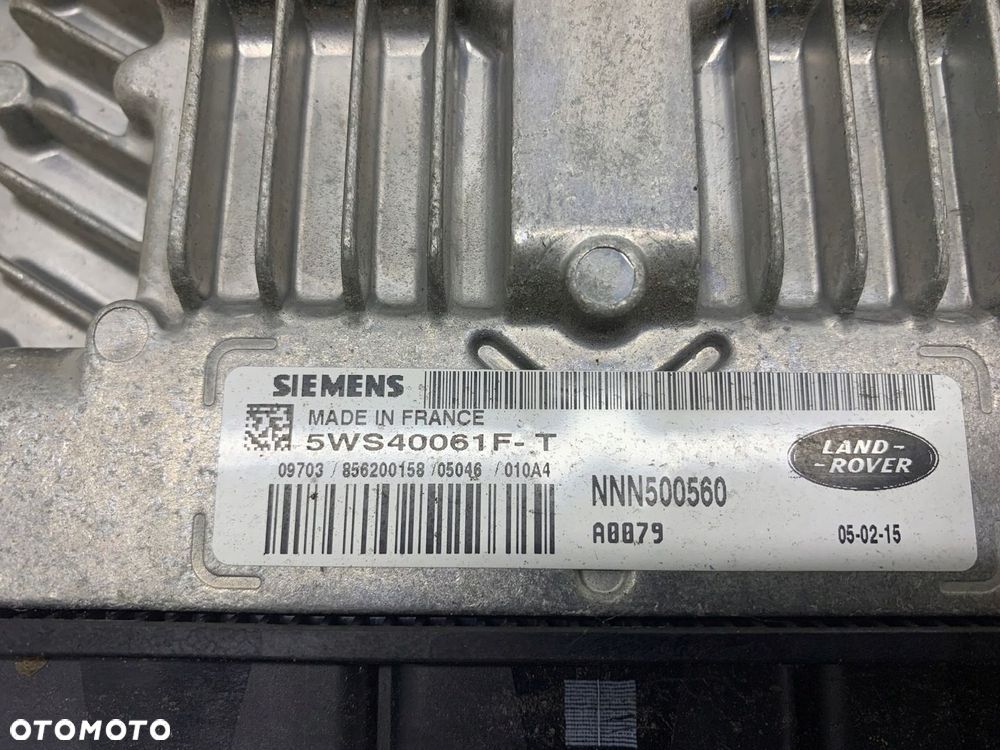 SIEMENS
MADE IN FRANCE
5WS40061F-T
09703 / 856200158 /05046 /010A4
LAND-
-ROVER
NNN500560
A0079
05-02-15
OTOMOTO